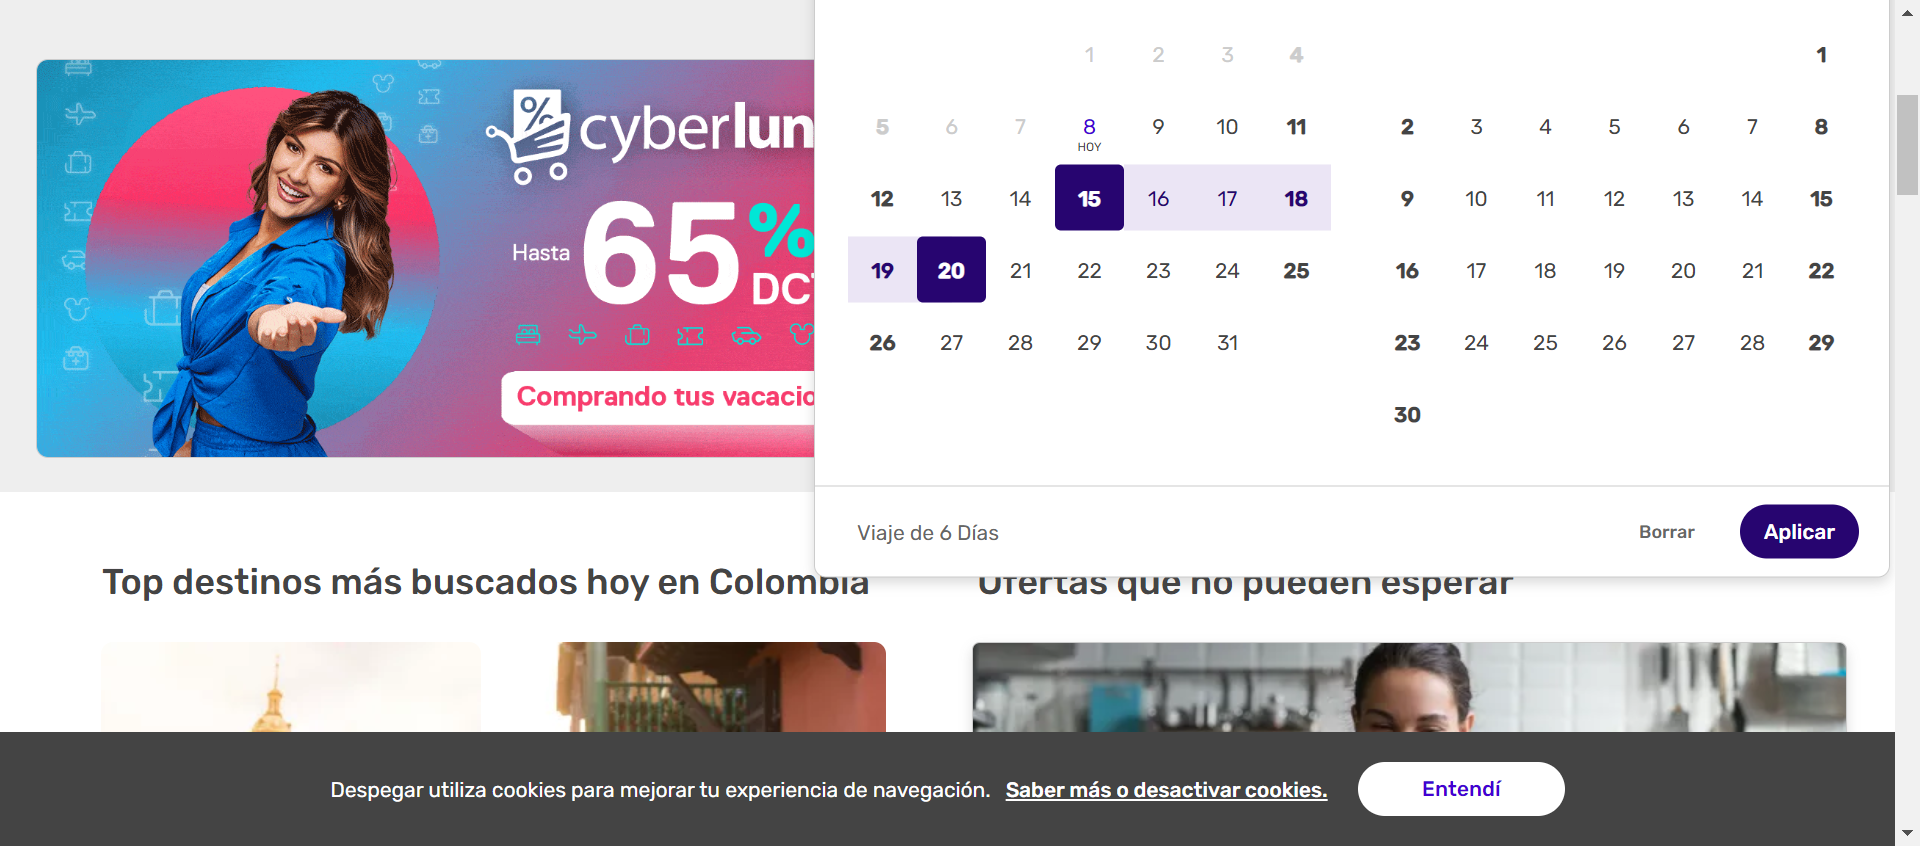 cyberlun
Hasta 65% DCT
Comprando tus vacacio
1 2 3 4
5 6 7 8 9 10 11
HOY
12 13 14 15 16 17 18
19 20 21 22 23 24 25
26 27 28 29 30 31
1
2 3 4 5 6 7 8
9 10 11 12 13 14 15
16 17 18 19 20 21 22
23 24 25 26 27 28 29
30
Viaje de 6 Días
Borrar
Aplicar
Top destinos más buscados hoy en Colombia
Ofertas que no pueden esperar
Despegar utiliza cookies para mejorar tu experiencia de navegación. Saber más o desactivar cookies.
Entendí